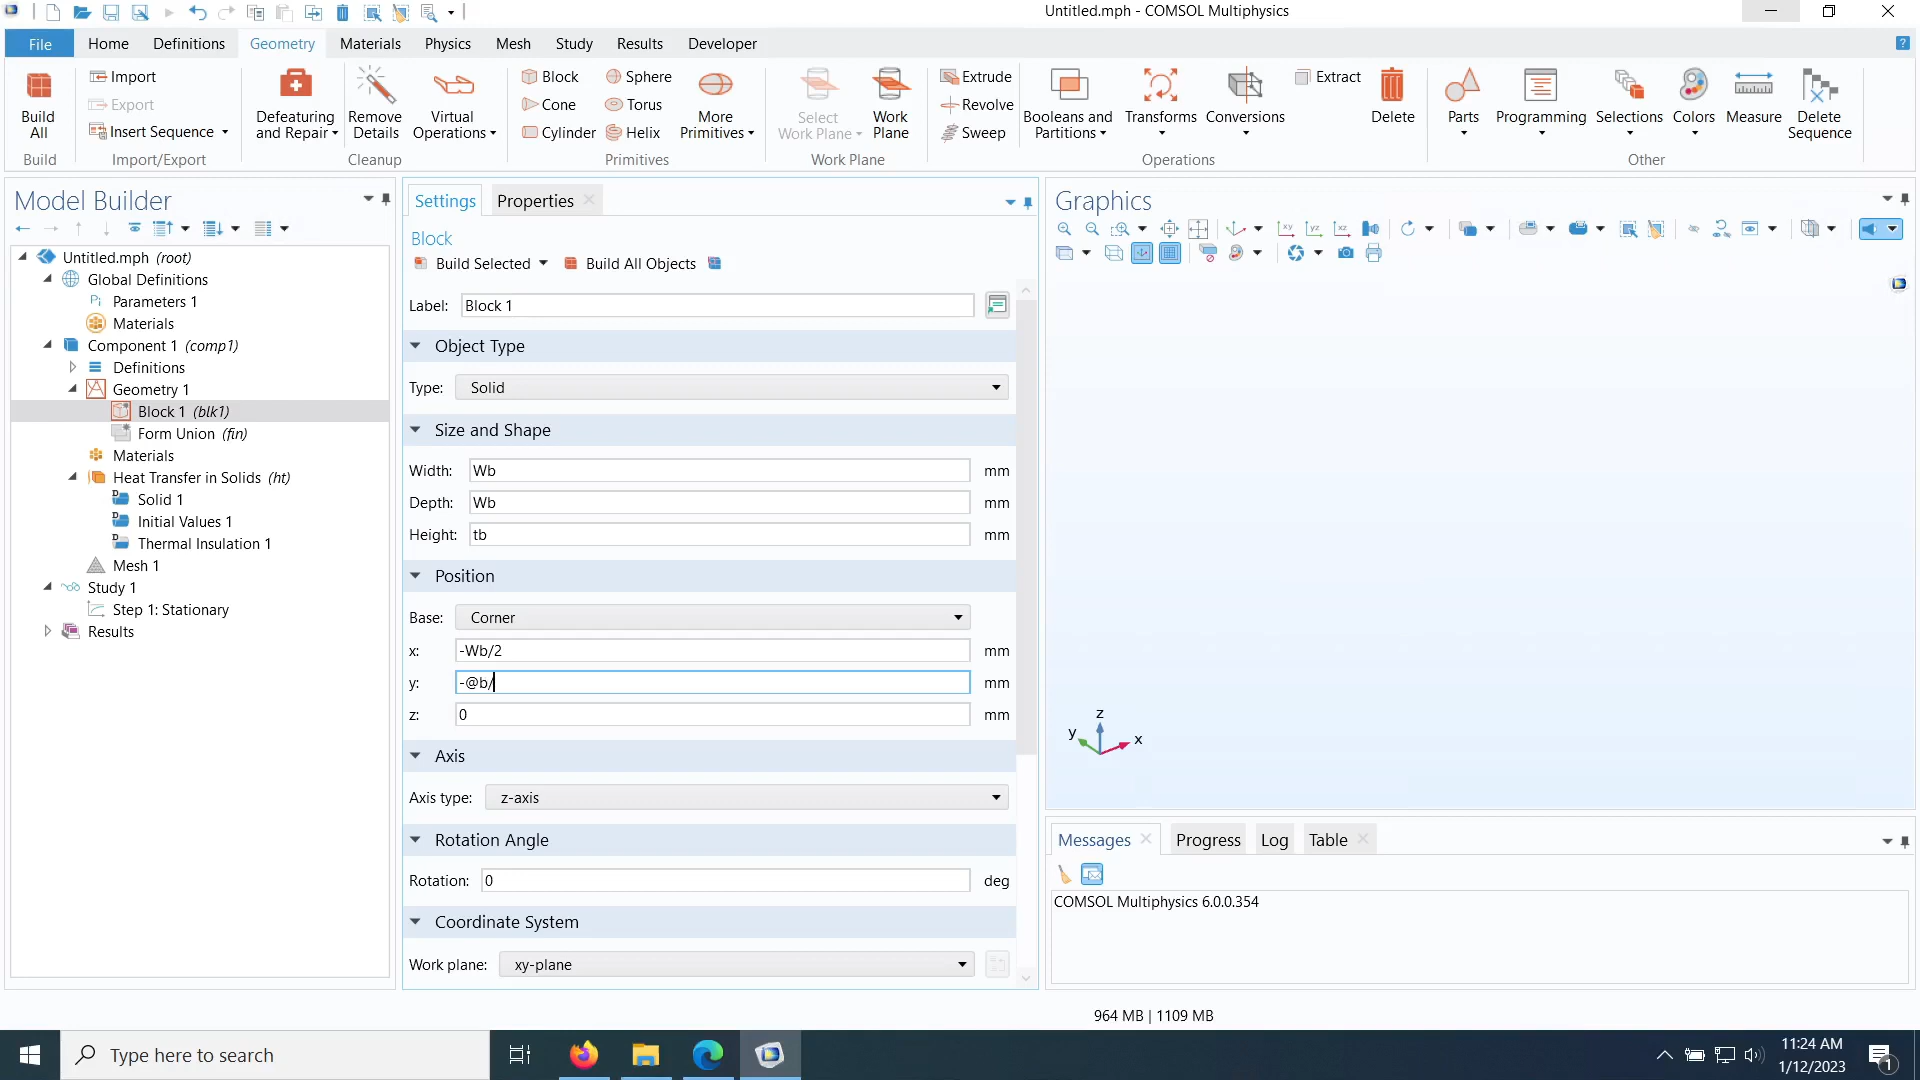 Untitled.mph - COMSOL Multiphysics
File Home Definitions Geometry Materials Physics Mesh Study Results Developer
Build All
Build
Import
Export
Insert Sequence
Import/Export
Defeaturing and Repair
Remove Details
Virtual Operations
Cleanup
Block Sphere
Cone Torus
Cylinder Helix
More Primitives
Primitives
Select Work Plane
Work Plane
Work Plane
Extrude
Revolve
Sweep
Booleans and Partitions
Transforms
Conversions
Extract
Delete
Operations
Parts
Programming
Selections
Colors
Measure
Delete Sequence
Other
Model Builder
Untitled.mph (root)
Global Definitions
Pi Parameters 1
Materials
Component 1 (comp1)
Definitions
Geometry 1
Block 1 (blk1)
Form Union (fin)
Materials
Heat Transfer in Solids (ht)
D Solid 1
D Initial Values 1
D Thermal Insulation 1
Mesh 1
Study 1
Step 1: Stationary
Results
Settings Properties
Block
Build Selected Build All Objects
Label: Block 1
Object Type
Type: Solid
Size and Shape
Width: Wb mm
Depth: Wb mm
Height: tb mm
Position
Base: Corner
x: -Wb/2 mm
y: -@b/ mm
z: 0 mm
Axis
Axis type: z-axis
Rotation Angle
Rotation: 0 deg
Coordinate System
Work plane: xy-plane
Graphics
xy yz xz
z
y
x
Messages Progress Log Table
COMSOL Multiphysics 6.0.0.354
964 MB | 1109 MB
Type here to search
11:24 AM
1/12/2023
1